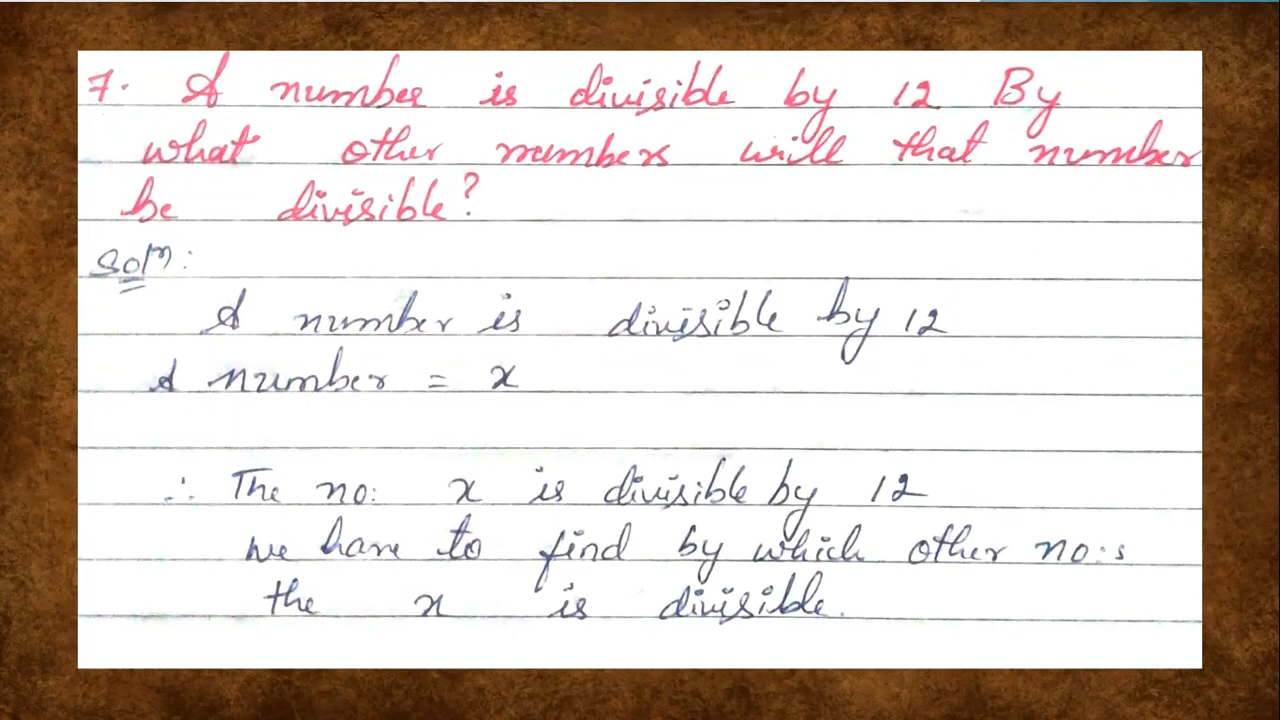 7. A number is divisible by 12 By
what other numbers will that number
be divisible?
Soln:
A number is divisible by 12
A number = x
∴ The no: x is divisible by 12
we have to find by which other no:s
the x is divisible.